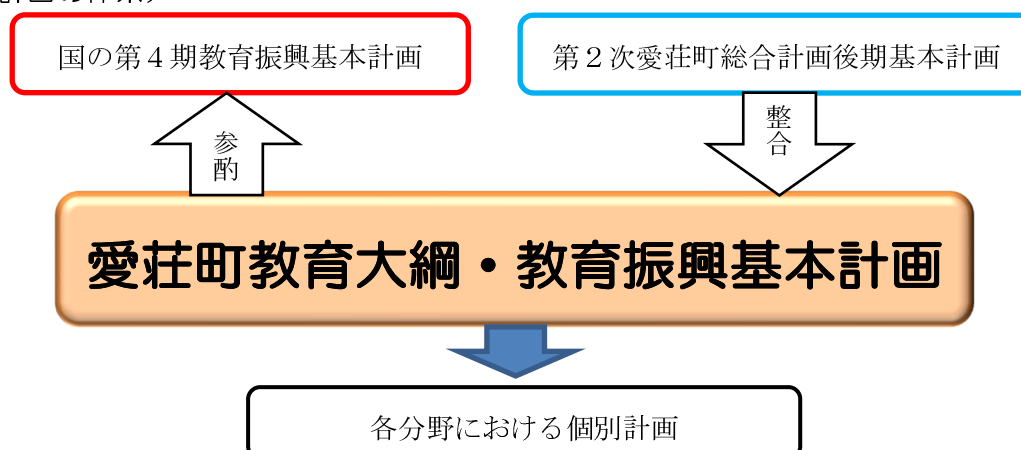 国の第４期教育振興基本計画
第２次愛荘町総合計画後期基本計画
参酌
整合
愛荘町教育大綱・教育振興基本計画
各分野における個別計画